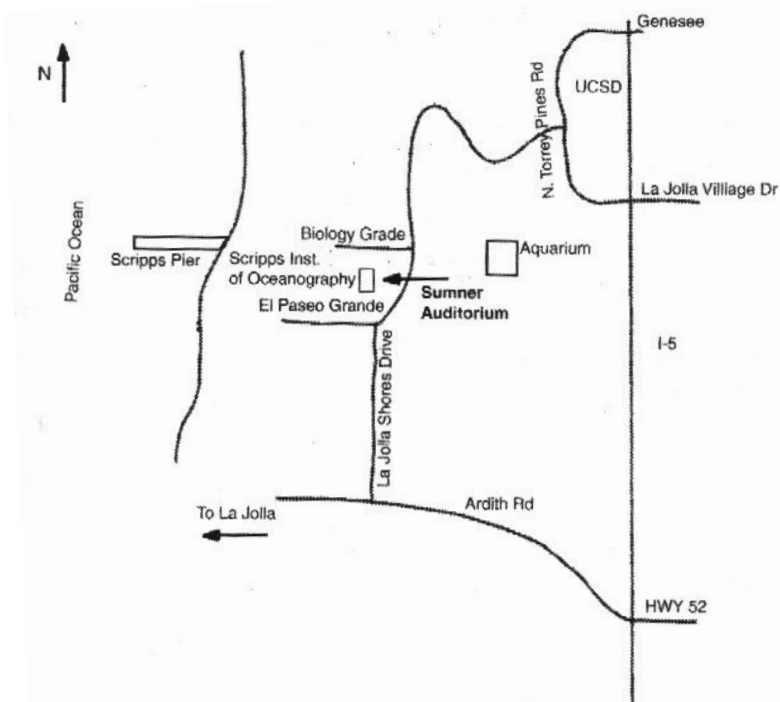 Genesee
N
UCSD
N. Torrey Pines Rd
La Jolla Villiage Dr
Pacific Ocean
Biology Grade
Scripps Pier
Scripps Inst.
of Oceanography
Aquarium
Sumner
Auditorium
El Paseo Grande
I-5
La Jolla Shores Drive
Ardith Rd
To La Jolla
HWY 52